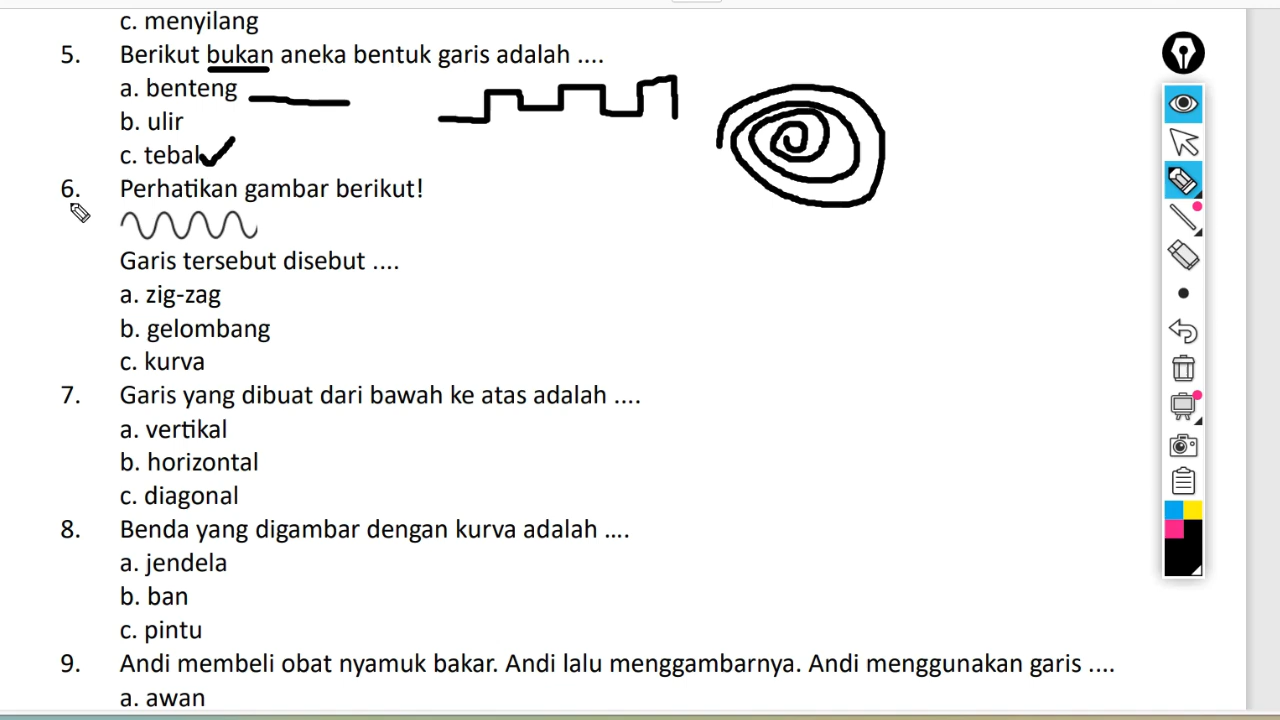 c. menyilang
5. Berikut bukan aneka bentuk garis adalah ....
a. benteng
b. ulir
c. tebal
6. Perhatikan gambar berikut!
Garis tersebut disebut ....
a. zig-zag
b. gelombang
c. kurva
7. Garis yang dibuat dari bawah ke atas adalah ....
a. vertikal
b. horizontal
c. diagonal
8. Benda yang digambar dengan kurva adalah ....
a. jendela
b. ban
c. pintu
9. Andi membeli obat nyamuk bakar. Andi lalu menggambarnya. Andi menggunakan garis ....
a. awan